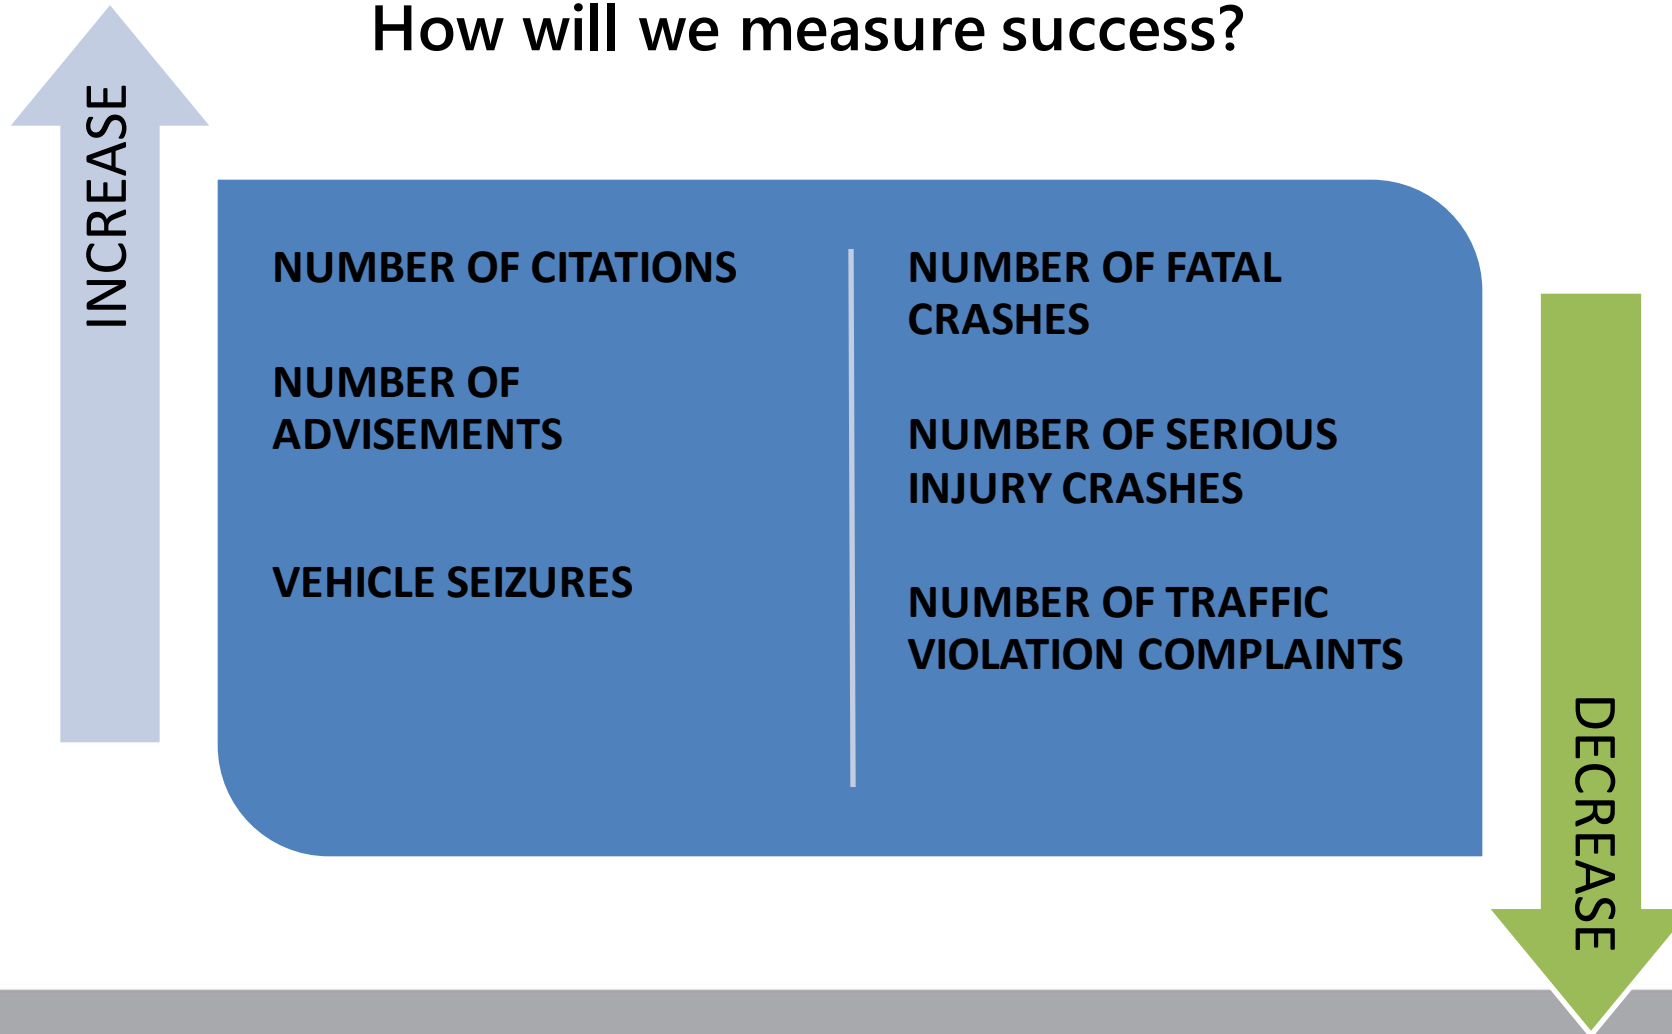 How will we measure success?
INCREASE
NUMBER OF CITATIONS
NUMBER OF
ADVISEMENTS
VEHICLE SEIZURES
NUMBER OF FATAL
CRASHES
NUMBER OF SERIOUS
INJURY CRASHES
NUMBER OF TRAFFIC
VIOLATION COMPLAINTS
DECREASE